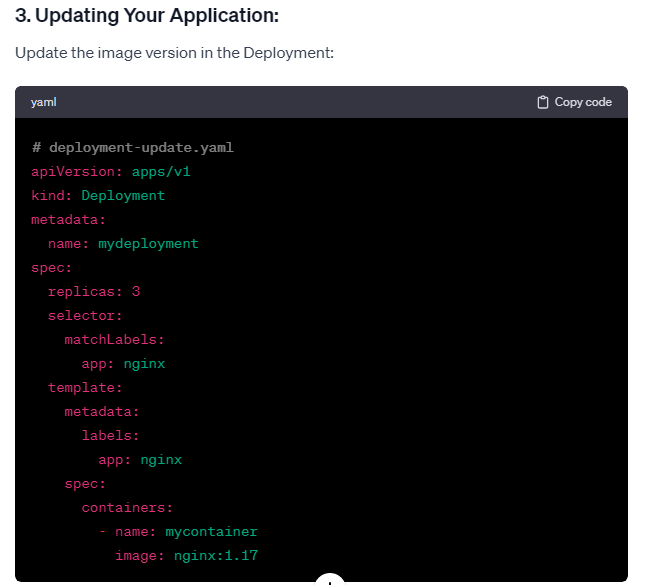 3. Updating Your Application:
Update the image version in the Deployment:
yaml
Copy code
# deployment-update.yaml
apiVersion: apps/v1
kind: Deployment
metadata:
  name: mydeployment
spec:
  replicas: 3
  selector:
    matchLabels:
      app: nginx
  template:
    metadata:
      labels:
        app: nginx
    spec:
      containers:
        - name: mycontainer
          image: nginx:1.17